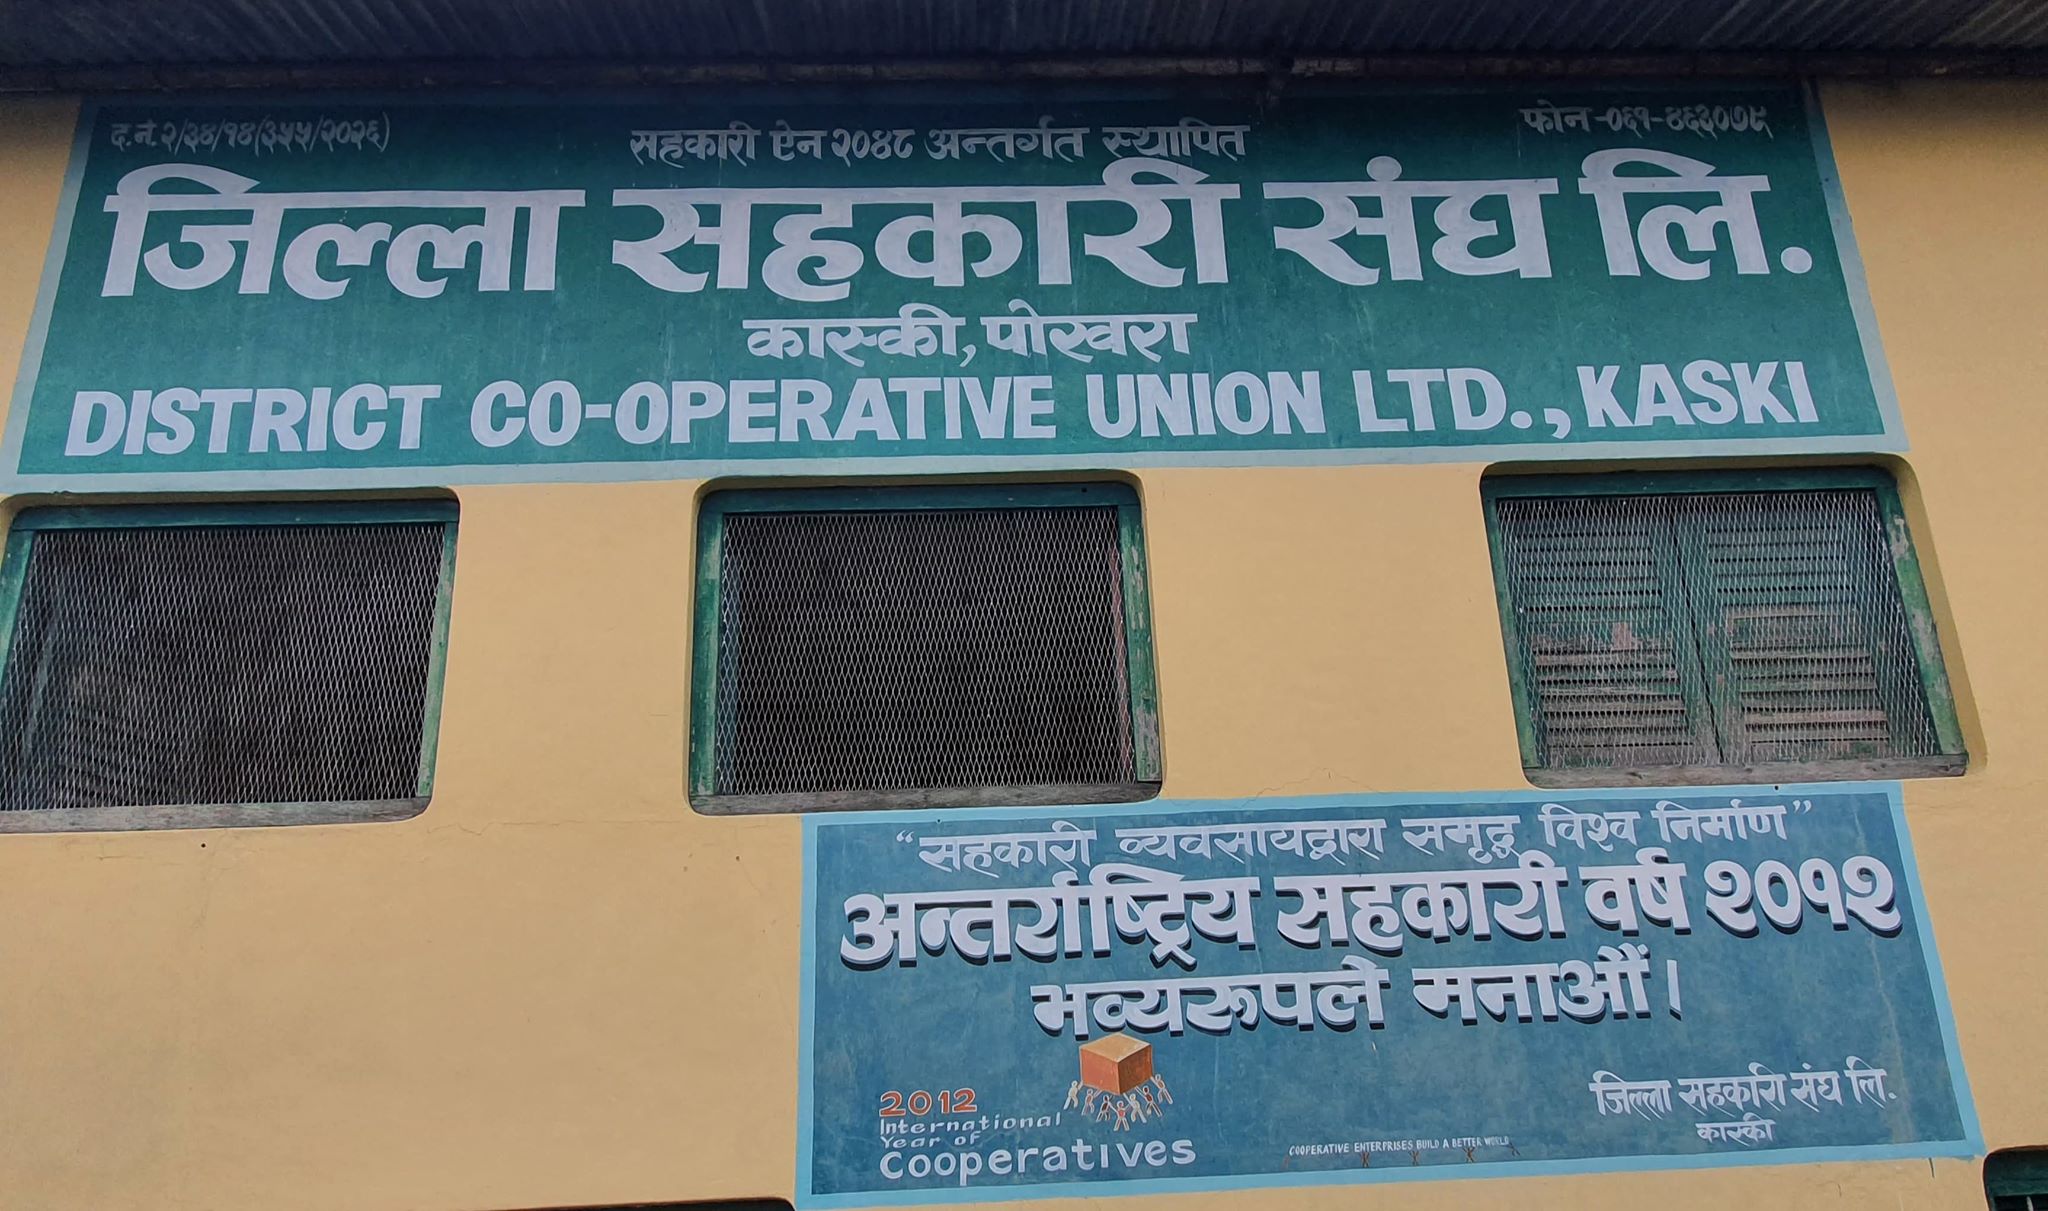 द.नं.२/३४/१४(३५५/२०२६)
सहकारी ऐन २०४८ अन्तर्गत स्थापित
फोन-०६१-४६३०७९
जिल्ला सहकारी संघ लि.
कास्की, पोखरा
DISTRICT CO-OPERATIVE UNION LTD., KASKI
“सहकारी व्यवसायद्वारा समृद्ध विश्व निर्माण”
अन्तर्राष्ट्रिय सहकारी वर्ष २०१२
भव्यरूपले मनाऔं।
2012
International
Year of
Cooperatives
COOPERATIVE ENTERPRISES BUILD A BETTER WORLD
जिल्ला सहकारी संघ लि.
कास्की